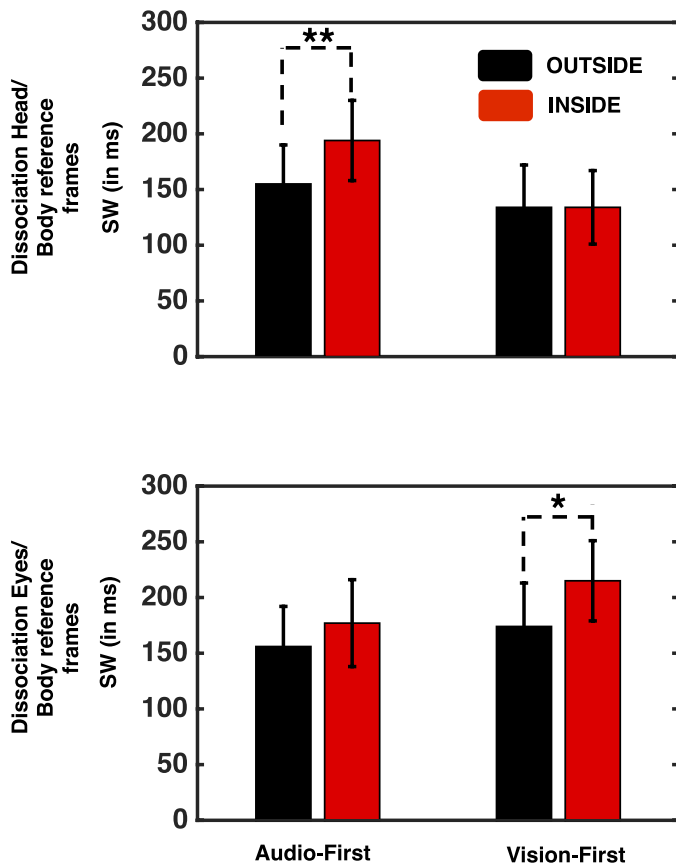 Dissociation Head/
Body reference
frames
SW (in ms)
300
250
200
150
100
50
0
**
OUTSIDE
INSIDE
Dissociation Eyes/
Body reference
frames
SW (in ms)
300
250
200
150
100
50
0
*
Audio-First
Vision-First